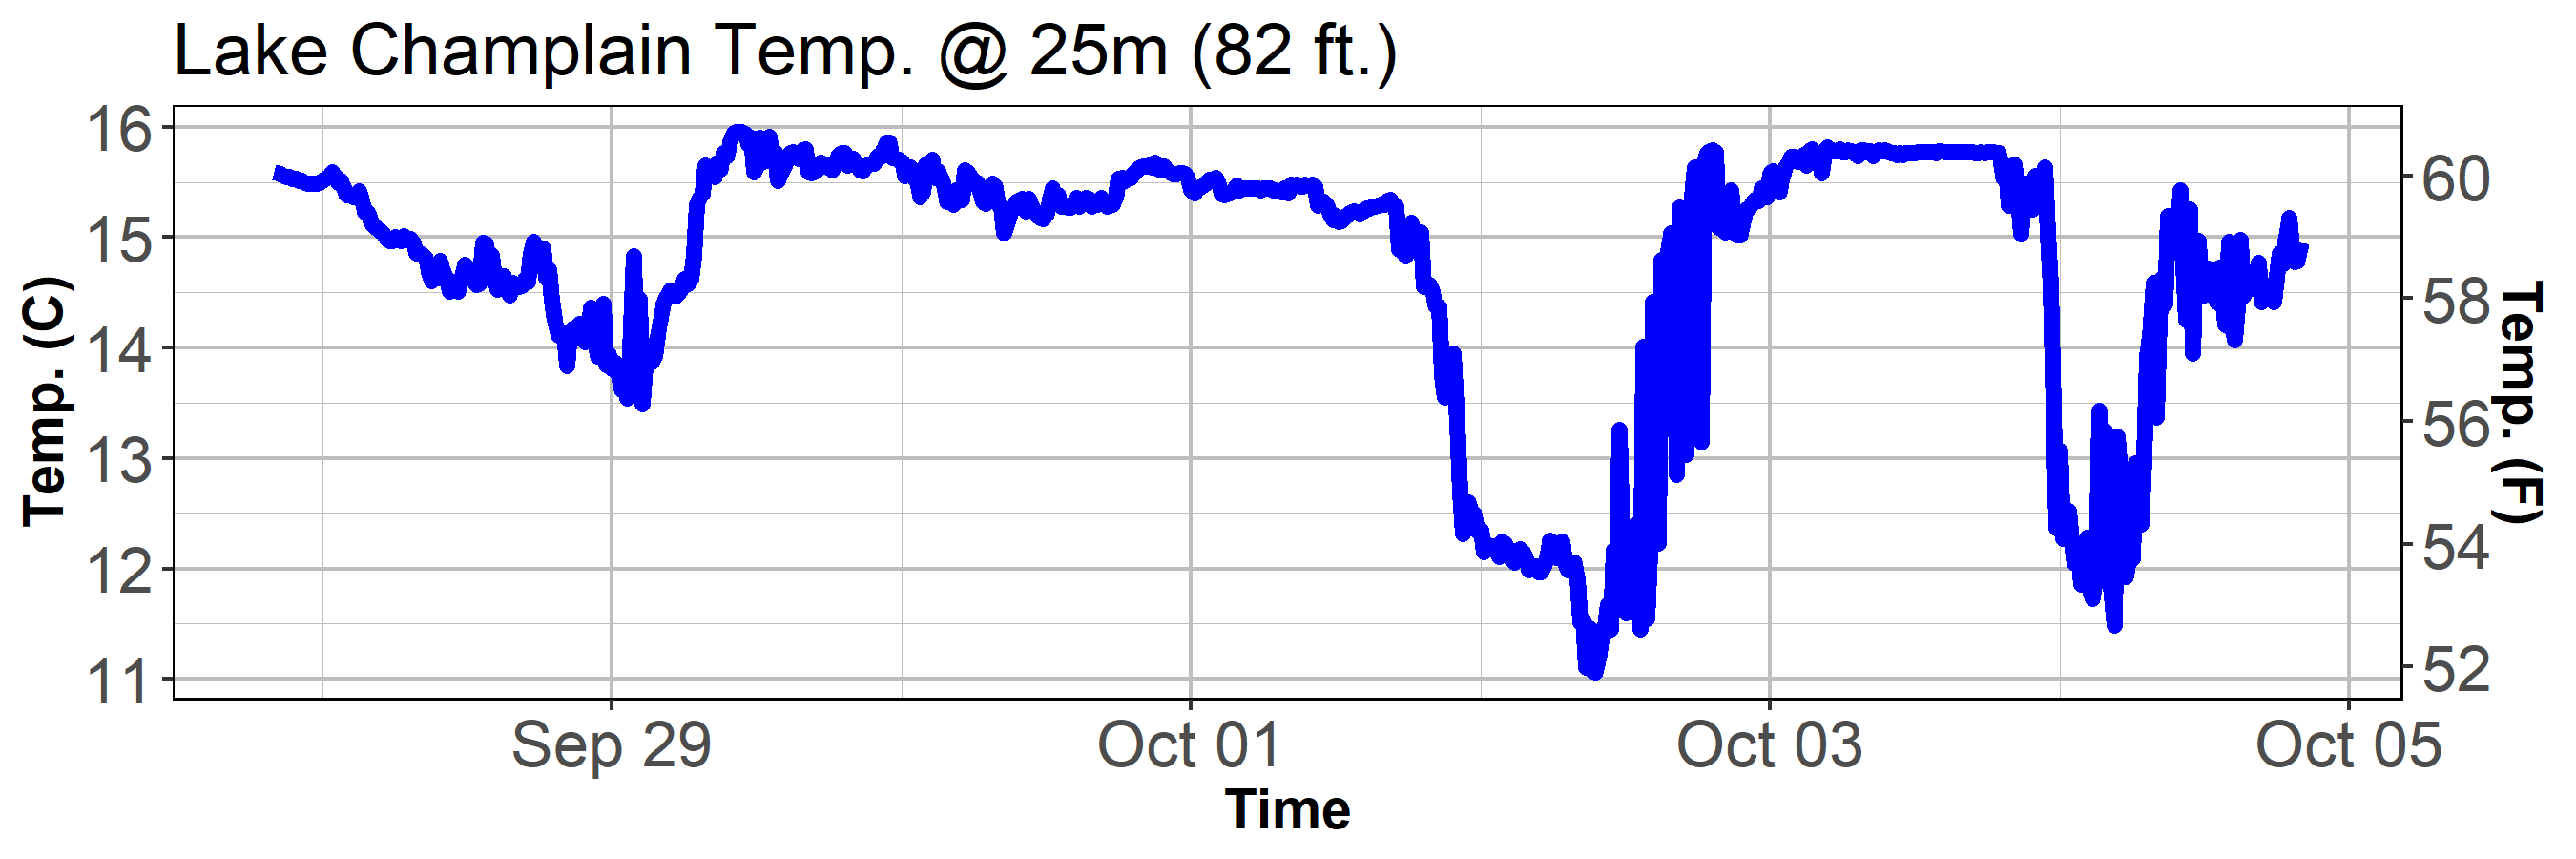 Lake Champlain Temp. @ 25m (82 ft.)
16
15
14
13
12
11
Temp. (C)
60
58
56
54
52
Temp. (F)
Sep 29
Oct 01
Oct 03
Oct 05
Time